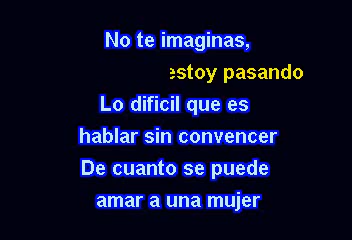 No te imaginas,
estoy pasando
Lo dificil que es
hablar sin convencer
De cuanto se puede
amar a una mujer